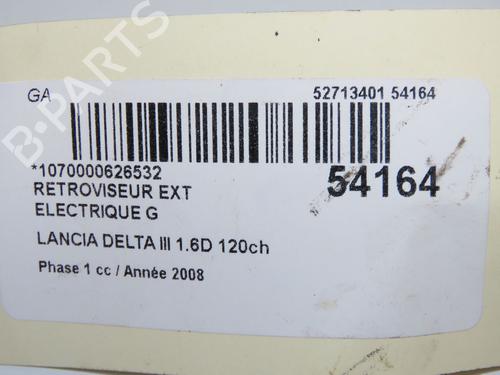 B-PARTS
GA
52713401 54164
*1070000626532
54164
RETROVISEUR EXT
ELECTRIQUE G
LANCIA DELTA III 1.6D 120ch
Phase 1 cc / Année 2008